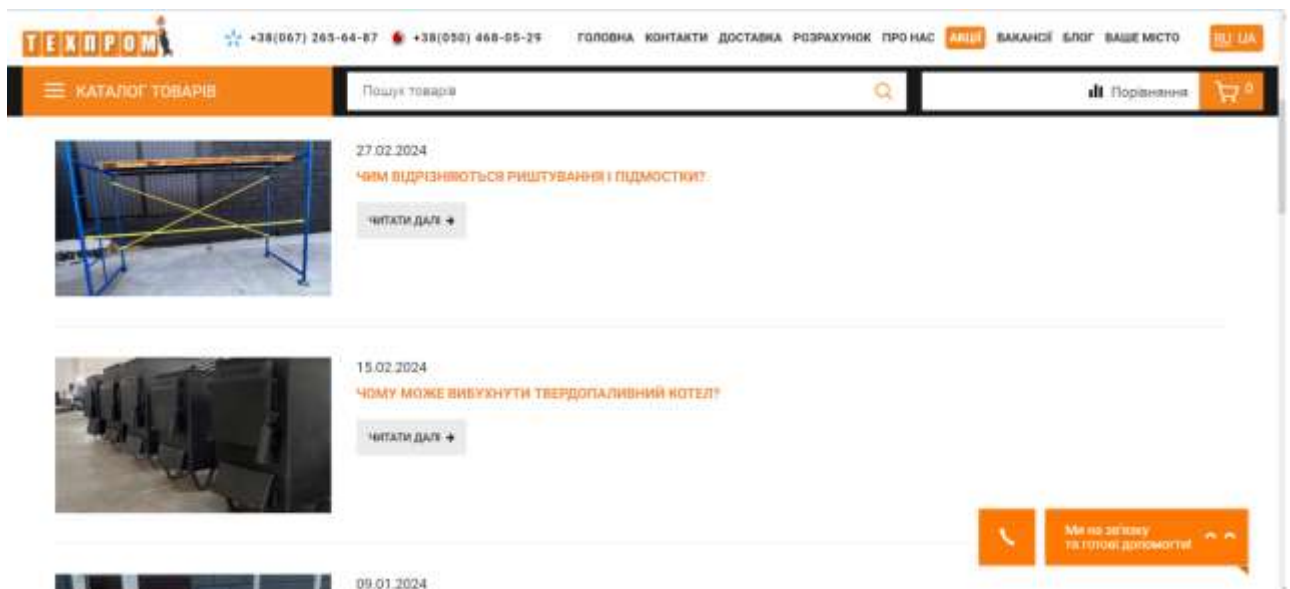 ТЕХПРОМ
+38(067) 265-64-87 +38(050) 468-05-29 ГОЛОВНА КОНТАКТИ ДОСТАВКА РОЗРАХУНОК ПРО НАС АКЦІЇ ВАКАНСІЇ БЛОГ ВАШЕ МІСТО RU UA
КАТАЛОГ ТОВАРІВ Пошук товарів Порівняння 0
27.02.2024
ЧИМ ВІДРІЗНЯЮТЬСЯ РИШТУВАННЯ І ПІДМОСТКИ?
ЧИТАТИ ДАЛІ →
15.02.2024
ЧОМУ МОЖЕ ВИБУХНУТИ ТВЕРДОПАЛИВНИЙ КОТЕЛ?
ЧИТАТИ ДАЛІ →
Ми на зв'язку
та готові допомогти!
09.01.2024